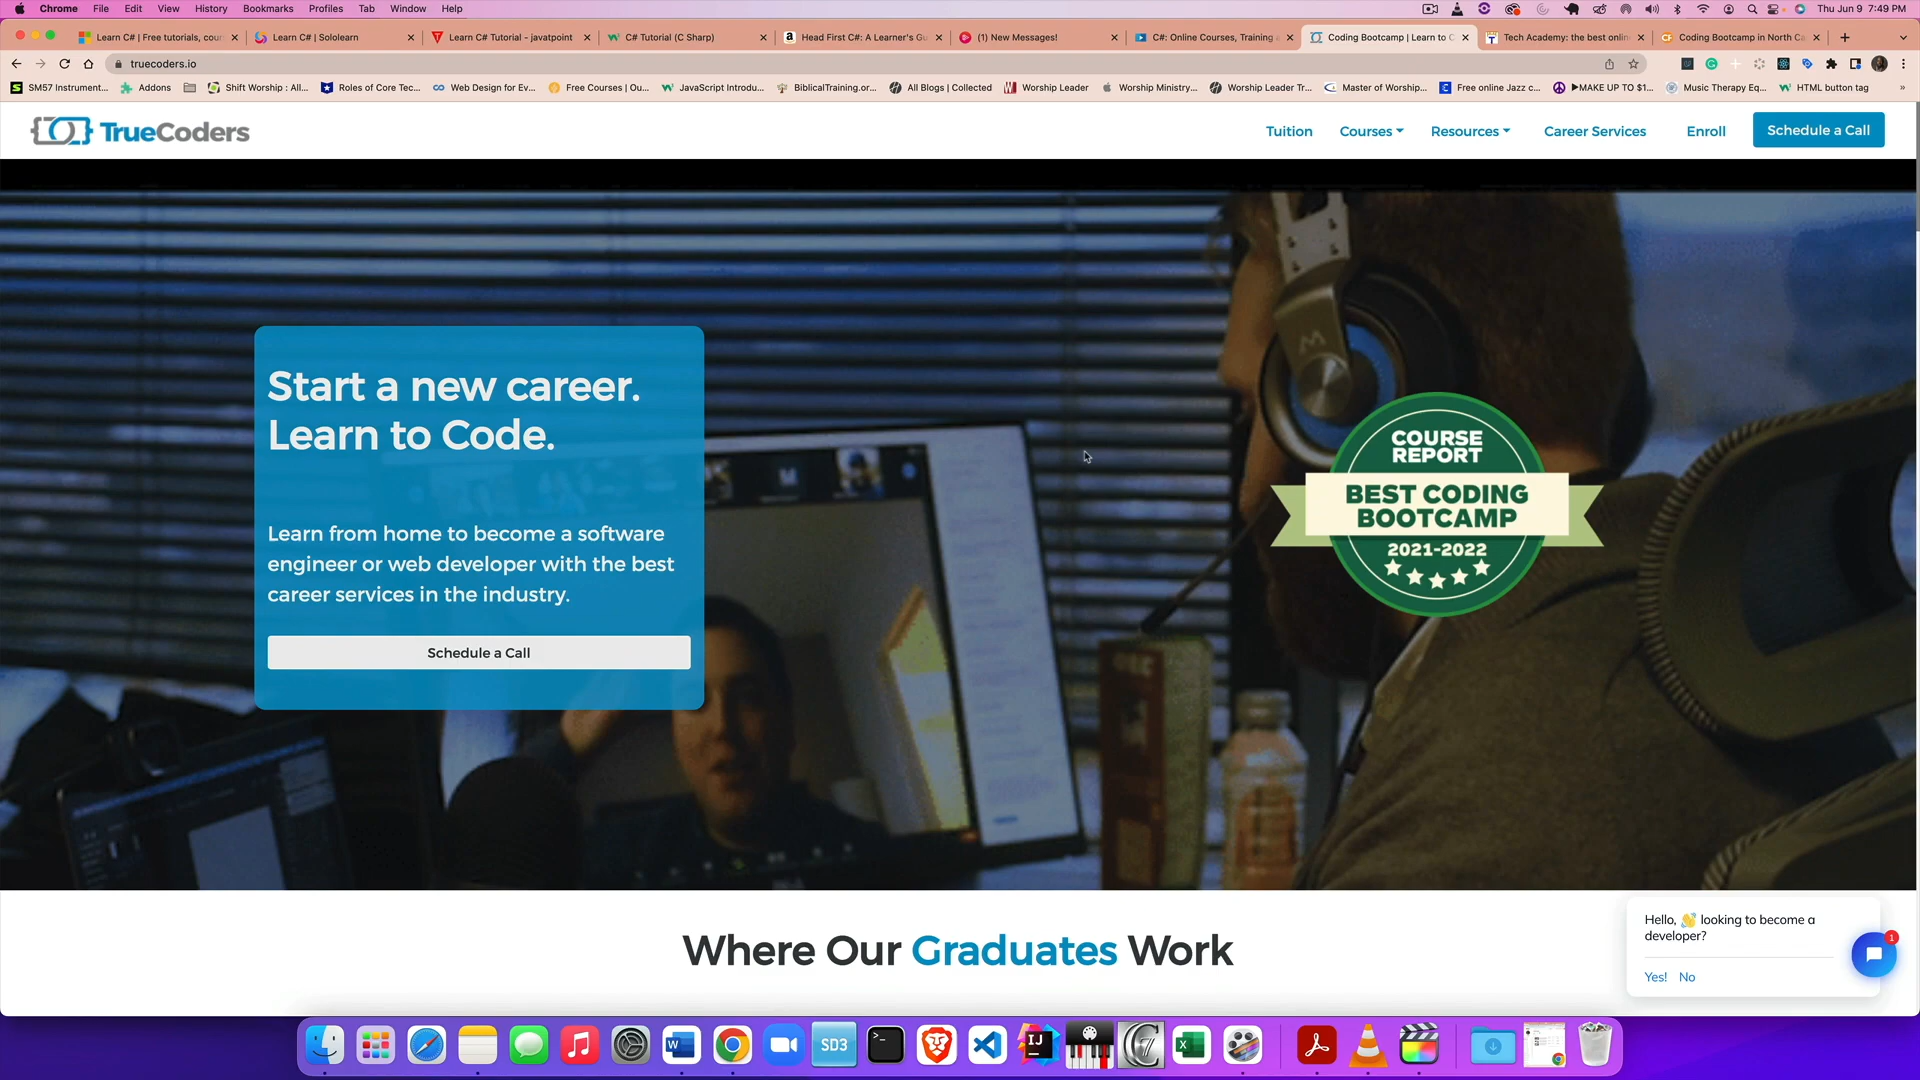 Chrome File Edit View History Bookmarks Profiles Tab Window Help
Thu Jun 9 7:49 PM
Learn C# | Free tutorials, cour
Learn C# | Sololearn
Learn C# Tutorial - javatpoint
C# Tutorial (C Sharp)
Head First C#: A Learner's Gu
(1) New Messages!
C#: Online Courses, Training
Coding Bootcamp | Learn to C
Tech Academy: the best onlin
Coding Bootcamp in North Ca
truecoders.io
SM57 Instrument...
Addons
Shift Worship : All...
Roles of Core Tec...
Web Design for Ev...
Free Courses | Ou...
JavaScript Introdu...
BiblicalTraining.or...
All Blogs | Collected
Worship Leader
Worship Ministry...
Worship Leader Tr...
Master of Worship...
Free online Jazz c...
▶MAKE UP TO $1...
Music Therapy Eq...
HTML button tag
»
TrueCoders
Tuition
Courses
Resources
Career Services
Enroll
Schedule a Call
Start a new career.
Learn to Code.
Learn from home to become a software
engineer or web developer with the best
career services in the industry.
Schedule a Call
COURSE
REPORT
BEST CODING
BOOTCAMP
2021-2022
Where Our Graduates Work
Hello, 👋 looking to become a
developer?
Yes! No
1
SD3